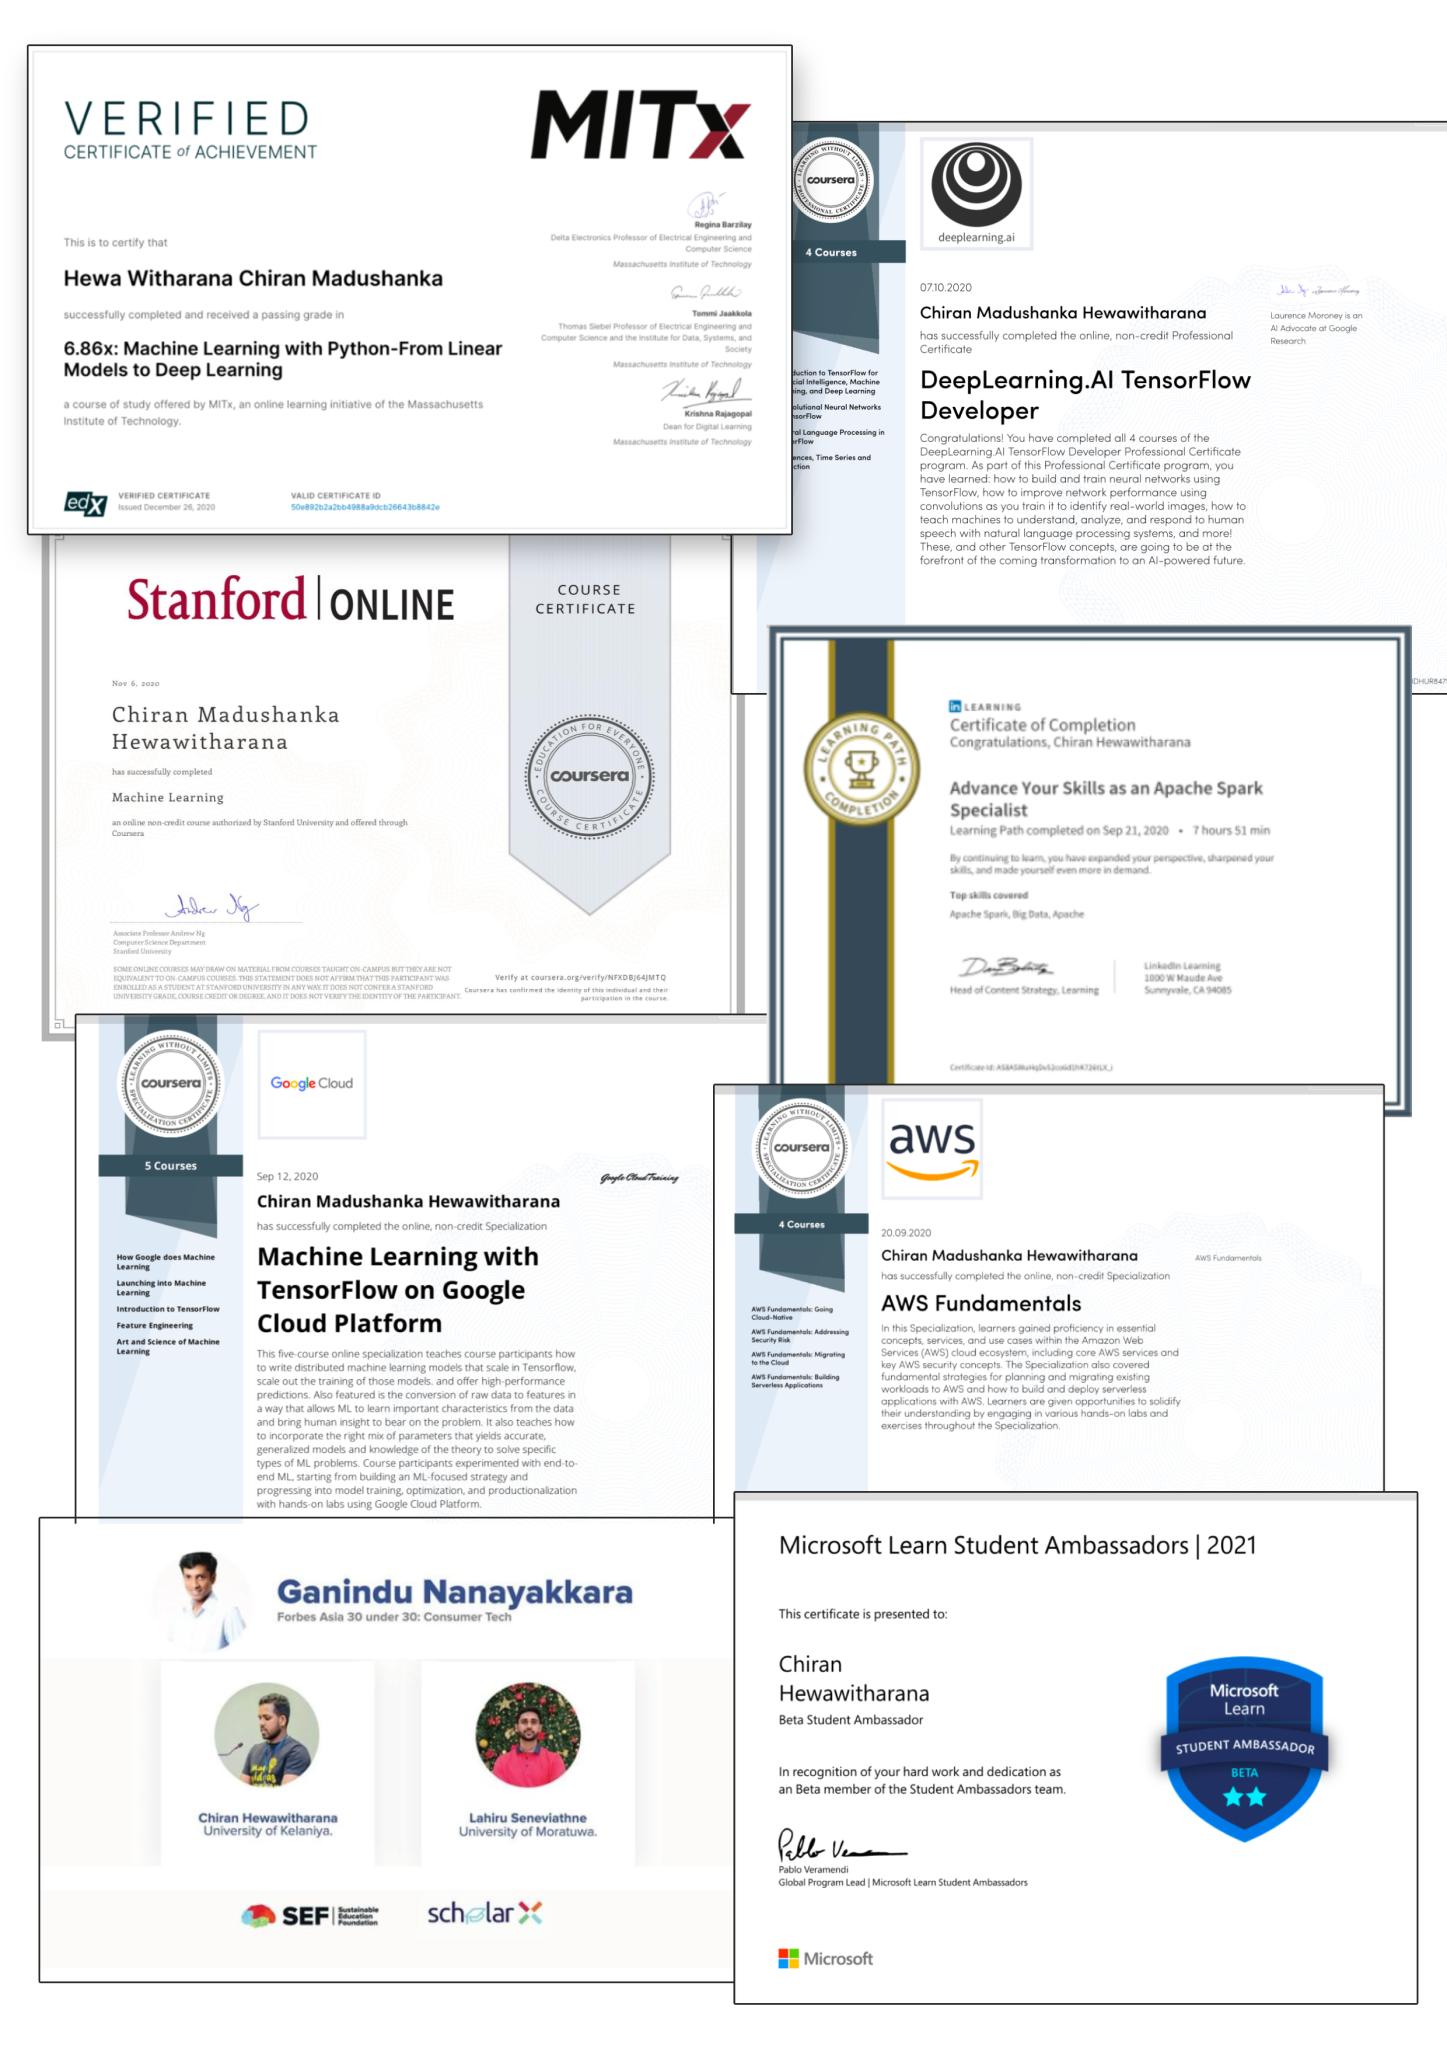 VERIFIED
CERTIFICATE of ACHIEVEMENT
MITx
This is to certify that
Hewa Witharana Chiran Madushanka
successfully completed and received a passing grade in
6.86x: Machine Learning with Python-From Linear
Models to Deep Learning
a course of study offered by MITx, an online learning initiative of the Massachusetts
Institute of Technology.
Regina Barzilay
Delta Electronics Professor of Electrical Engineering and
Computer Science
Massachusetts Institute of Technology
Tommi Jaakkola
Thomas Siebel Professor of Electrical Engineering and
Computer Science and the Institute for Data, Systems, and
Society
Massachusetts Institute of Technology
Krishna Rajagopal
Dean for Digital Learning
Massachusetts Institute of Technology
edX
VERIFIED CERTIFICATE
Issued December 26, 2020
VALID CERTIFICATE ID
50e892b2a2bb4988a9dcb26643b8842e
LEARNING WITHOUT LIMITS
coursera
PROFESSIONAL CERTIFICATE
4 Courses
deeplearning.ai
07.10.2020
Chiran Madushanka Hewawitharana
has successfully completed the online, non-credit Professional
Certificate
DeepLearning.AI TensorFlow
Developer
Congratulations! You have completed all 4 courses of the
DeepLearning.AI TensorFlow Developer Professional Certificate
program. As part of this Professional Certificate program, you
have learned: how to build and train neural networks using
TensorFlow, how to improve network performance using
convolutions as you train it to identify real-world images, how to
teach machines to understand, analyze, and respond to human
speech with natural language processing systems, and more!
These, and other TensorFlow concepts, are going to be at the
forefront of the coming transformation to an AI-powered future.
Laurence Moroney is an
AI Advocate at Google
Research
to TensorFlow for
Intelligence, Machine
and Deep Learning
Neural Networks
Language Processing in
Time Series and
Stanford | ONLINE
COURSE
CERTIFICATE
Nov 6, 2020
Chiran Madushanka
Hewawitharana
has successfully completed
Machine Learning
an online non-credit course authorized by Stanford University and offered through
Coursera
EDUCATION FOR EVERYONE
coursera
COURSE CERTIFICATE
Andrew Ng
Associate Professor Andrew Ng
Computer Science Department
Stanford University
SOME ONLINE COURSES MAY DRAW ON MATERIAL FROM COURSES TAUGHT ON-CAMPUS BUT THEY ARE NOT
EQUIVALENT TO ON-CAMPUS COURSES. THIS STATEMENT DOES NOT AFFIRM THAT THIS PARTICIPANT WAS
ENROLLED AS A STUDENT AT STANFORD UNIVERSITY IN ANY WAY. IT DOES NOT CONFER A STANFORD
UNIVERSITY GRADE, COURSE CREDIT OR DEGREE, AND IT DOES NOT VERIFY THE IDENTITY OF THE PARTICIPANT.
Verify at coursera.org/verify/NFXDBJ64JMTQ
Coursera has confirmed the identity of this individual and their
participation in the course.
LEARNING PATH
COMPLETION
in LEARNING
Certificate of Completion
Congratulations, Chiran Hewawitharana
Advance Your Skills as an Apache Spark
Specialist
Learning Path completed on Sep 21, 2020 • 7 hours 51 min
By continuing to learn, you have expanded your perspective, sharpened your
skills, and made yourself even more in demand.
Top skills covered
Apache Spark, Big Data, Apache
Head of Content Strategy, Learning
LinkedIn Learning
1000 W Maude Ave
Sunnyvale, CA 94085
Certificate Id:
LEARNING WITHOUT LIMITS
coursera
SPECIALIZATION CERTIFICATE
5 Courses
Google Cloud
Sep 12, 2020
Google Cloud Training
Chiran Madushanka Hewawitharana
has successfully completed the online, non-credit Specialization
Machine Learning with
TensorFlow on Google
Cloud Platform
This five-course online specialization teaches course participants how
to write distributed machine learning models that scale in Tensorflow,
scale out the training of those models. and offer high-performance
predictions. Also featured is the conversion of raw data to features in
a way that allows ML to learn important characteristics from the data
and bring human insight to bear on the problem. It also teaches how
to incorporate the right mix of parameters that yields accurate,
generalized models and knowledge of the theory to solve specific
types of ML problems. Course participants experimented with end-to-
end ML, starting from building an ML-focused strategy and
progressing into model training, optimization, and productionalization
with hands-on labs using Google Cloud Platform.
How Google does Machine
Learning
Launching into Machine
Learning
Introduction to TensorFlow
Feature Engineering
Art and Science of Machine
Learning
LEARNING WITHOUT LIMITS
coursera
SPECIALIZATION CERTIFICATE
4 Courses
aws
20.09.2020
Chiran Madushanka Hewawitharana
AWS Fundamentals
has successfully completed the online, non-credit Specialization
AWS Fundamentals
In this Specialization, learners gained proficiency in essential
concepts, services, and use cases within the Amazon Web
Services (AWS) cloud ecosystem, including core AWS services and
key AWS security concepts. The Specialization also covered
fundamental strategies for planning and migrating existing
workloads to AWS and how to build and deploy serverless
applications with AWS. Learners are given opportunities to solidify
their understanding by engaging in various hands-on labs and
exercises throughout the Specialization.
AWS Fundamentals: Going
Cloud-Native
AWS Fundamentals: Addressing
Security Risk
AWS Fundamentals: Migrating
to the Cloud
AWS Fundamentals: Building
Serverless Applications
Ganindu Nanayakkara
Forbes Asia 30 under 30: Consumer Tech
Chiran Hewawitharana
University of Kelaniya.
Lahiru Seneviathne
University of Moratuwa.
SEF
Sustainable
Education
Foundation
scholarX
Microsoft Learn Student Ambassadors | 2021
This certificate is presented to:
Chiran
Hewawitharana
Beta Student Ambassador
In recognition of your hard work and dedication as
an Beta member of the Student Ambassadors team.
Pablo Veramendi
Global Program Lead | Microsoft Learn Student Ambassadors
Microsoft
Learn
STUDENT AMBASSADOR
BETA
Microsoft